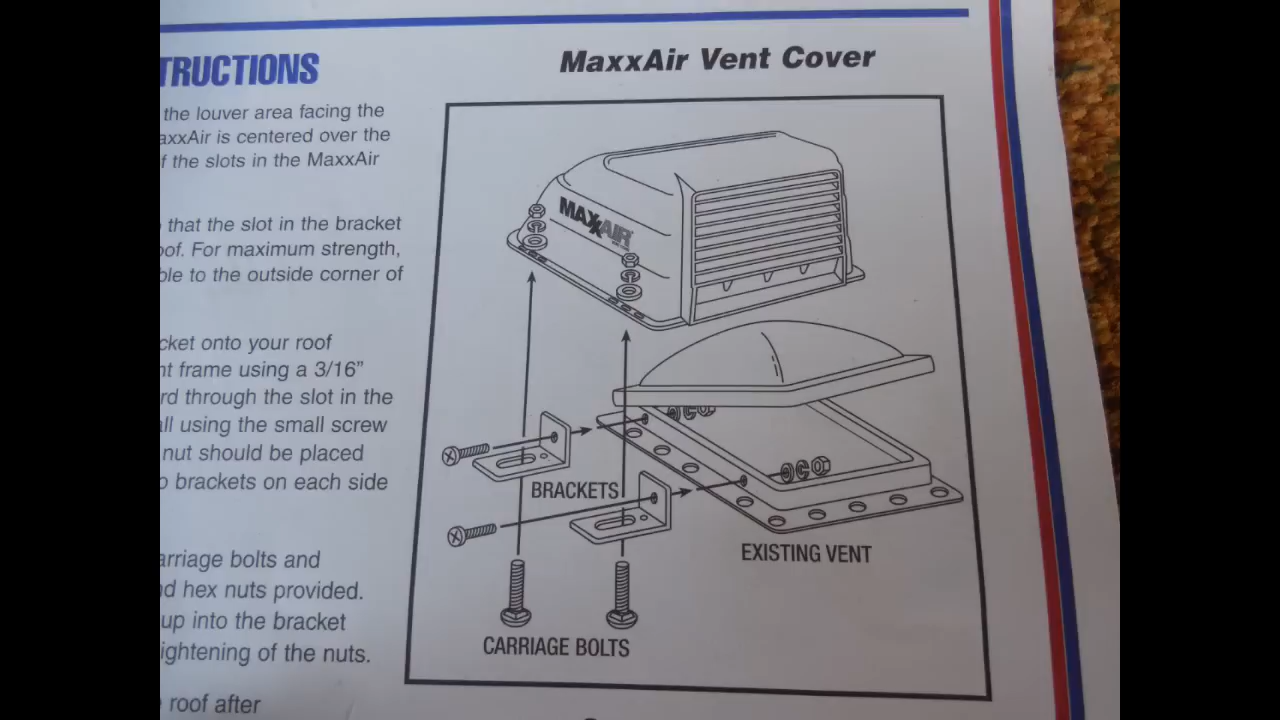 TRUCTIONS
MaxxAir Vent Cover
the louver area facing the
axxAir is centered over the
f the slots in the MaxxAir
that the slot in the bracket
oof. For maximum strength,
ble to the outside corner of
cket onto your roof
nt frame using a 3/16”
rd through the slot in the
all using the small screw
nut should be placed
o brackets on each side
arriage bolts and
nd hex nuts provided.
up into the bracket
ightening of the nuts.
roof after
MAXXAIR
BRACKETS
EXISTING VENT
CARRIAGE BOLTS